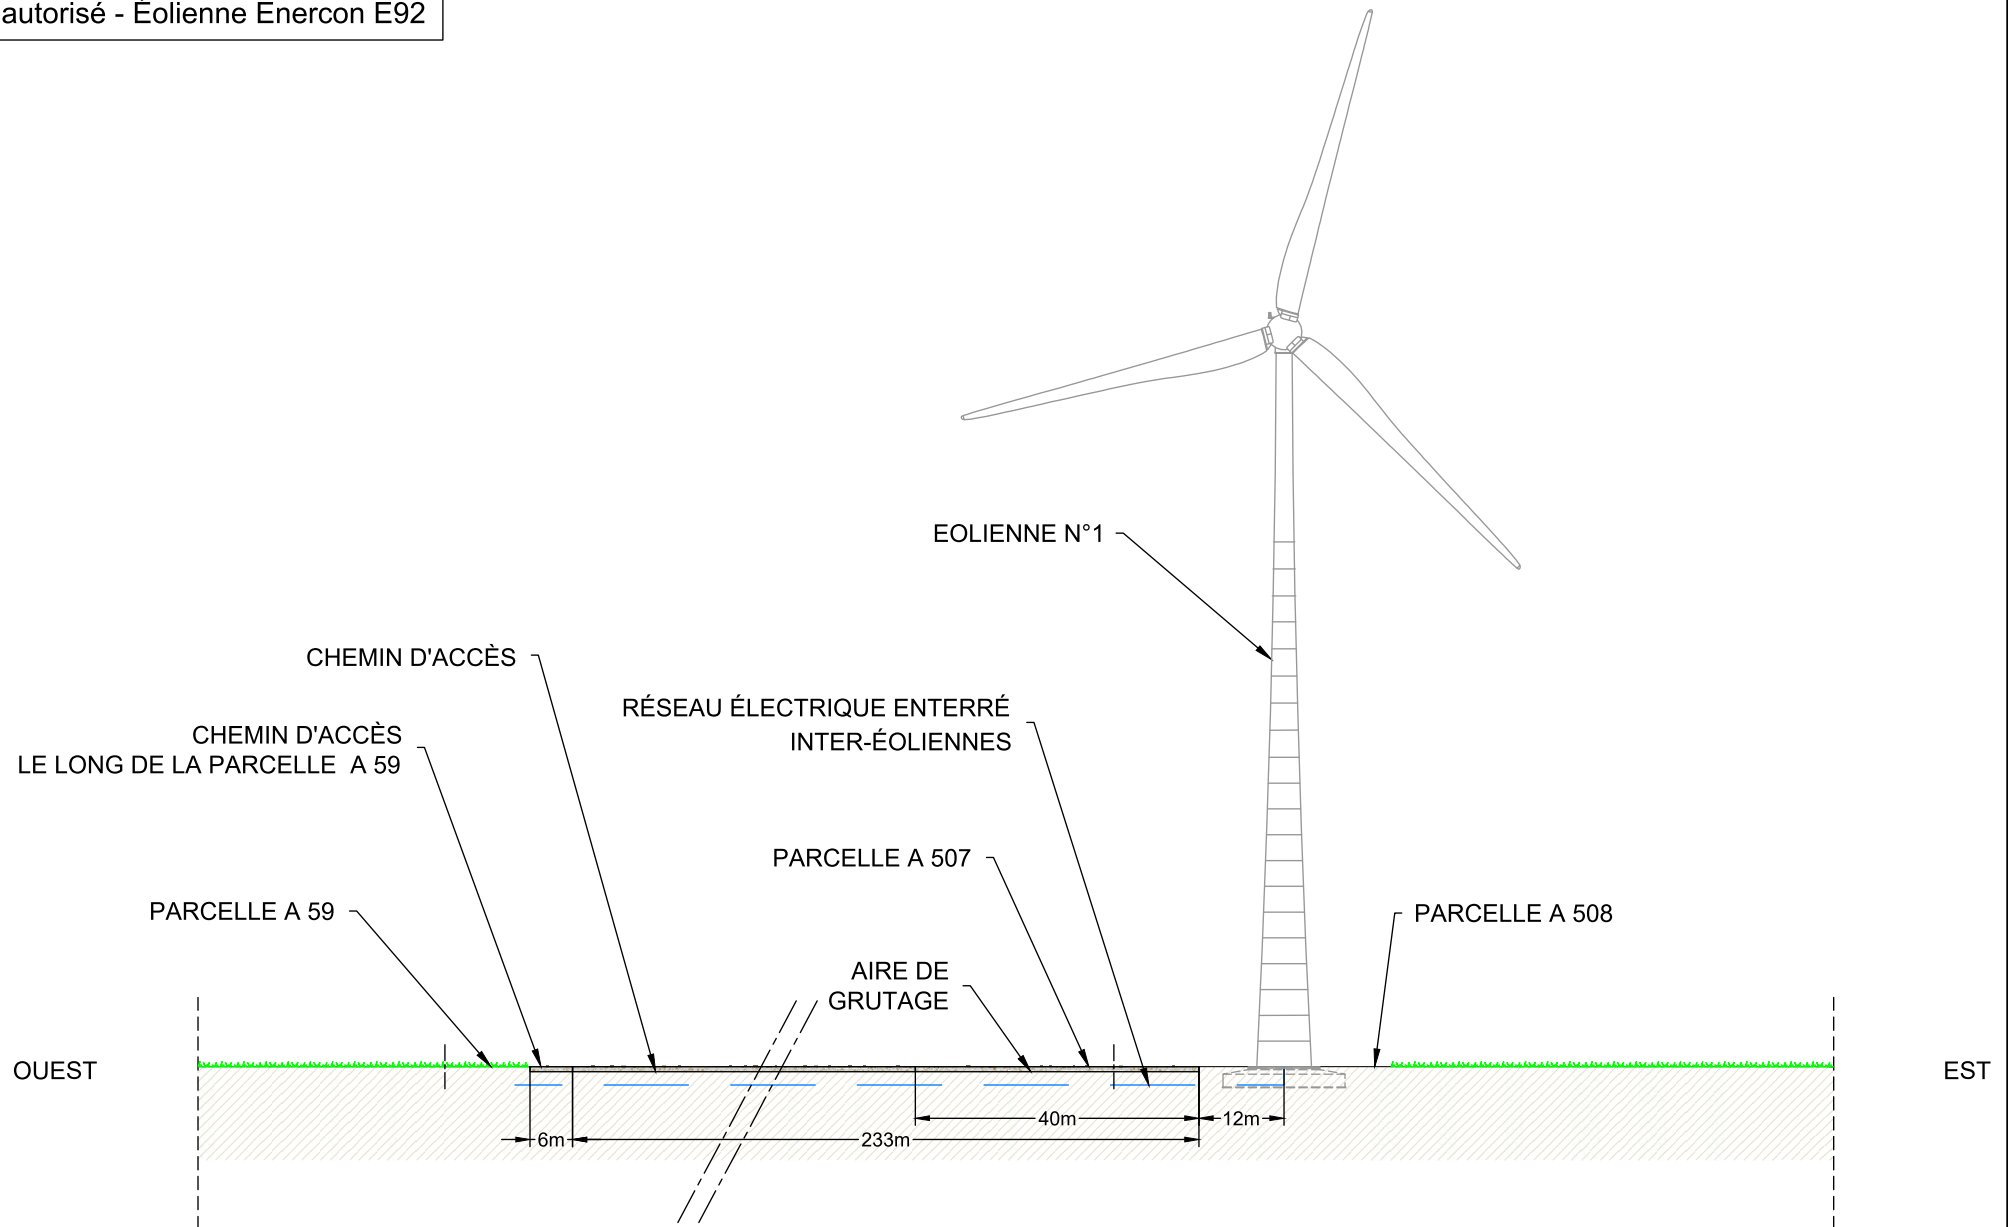 autorisé - Éolienne Enercon E92
EOLIENNE N°1
CHEMIN D'ACCÈS
RÉSEAU ÉLECTRIQUE ENTERRÉ
INTER-ÉOLIENNES
CHEMIN D'ACCÈS
LE LONG DE LA PARCELLE A 59
PARCELLE A 507
PARCELLE A 59
PARCELLE A 508
AIRE DE
GRUTAGE
OUEST
EST
40m
12m
6m
233m